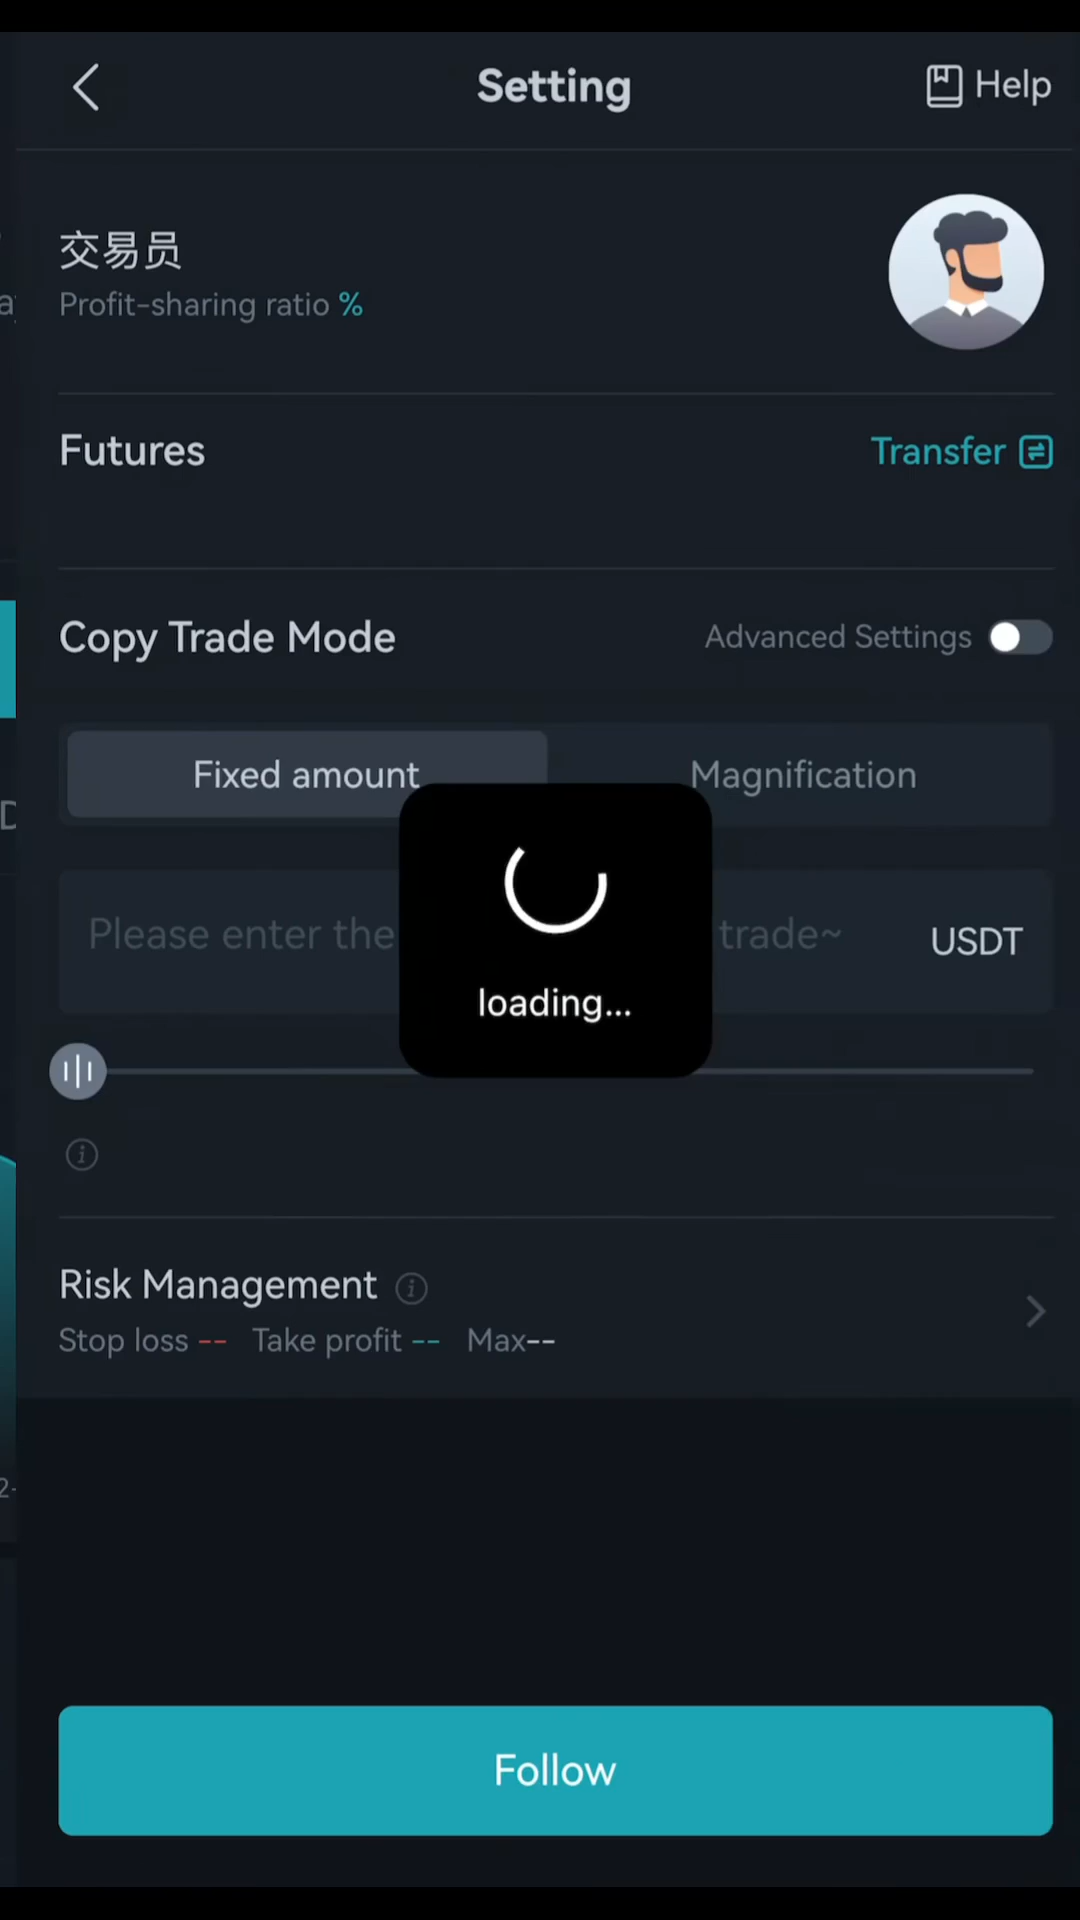 Setting
Help
交易员
Profit-sharing ratio %
Futures
Transfer
Copy Trade Mode
Advanced Settings
Fixed amount
Magnification
Please enter the trade~ USDT
loading...
Risk Management
Stop loss -- Take profit -- Max--
Follow